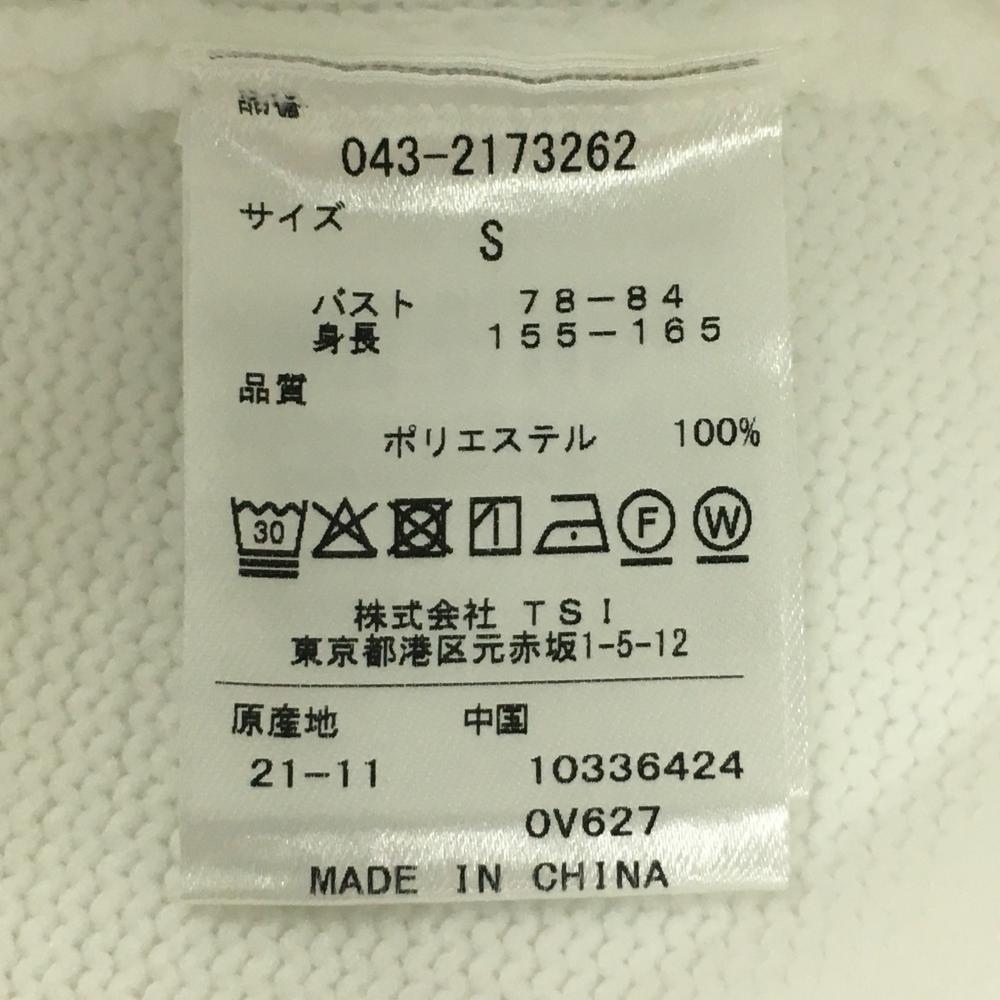 品番
043-2173262
サイズ S
バスト 78-84
身長 155-165
品質
ポリエステル 100%
30 F W
株式会社 TSI
東京都港区元赤坂1-5-12
原産地 中国
21-11 10336424
0V627
MADE IN CHINA